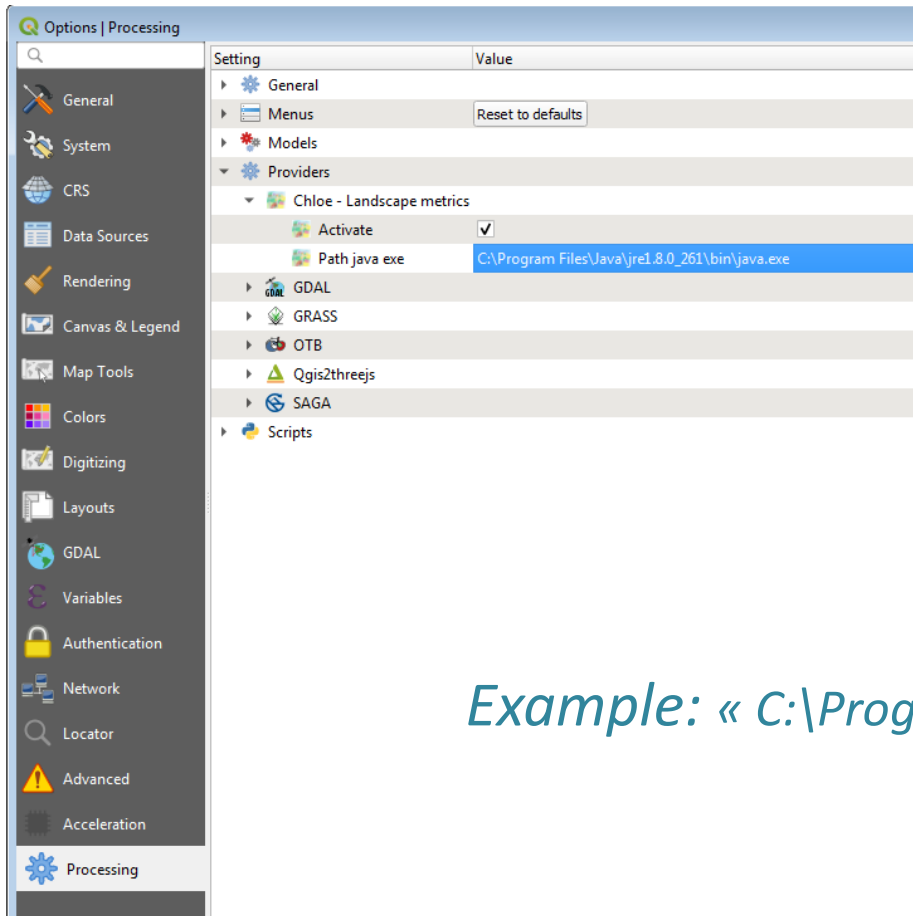 Options | Processing
Setting
Value
General
System
CRS
Data Sources
Rendering
Canvas & Legend
Map Tools
Colors
Digitizing
Layouts
GDAL
Variables
Authentication
Network
Locator
Advanced
Acceleration
Processing
General
Menus
Reset to defaults
Models
Providers
Chloe - Landscape metrics
Activate
Path java exe
C:\Program Files\Java\jre1.8.0_261\bin\java.exe
GDAL
GRASS
OTB
Qgis2threejs
SAGA
Scripts
Example: « C:\Prog